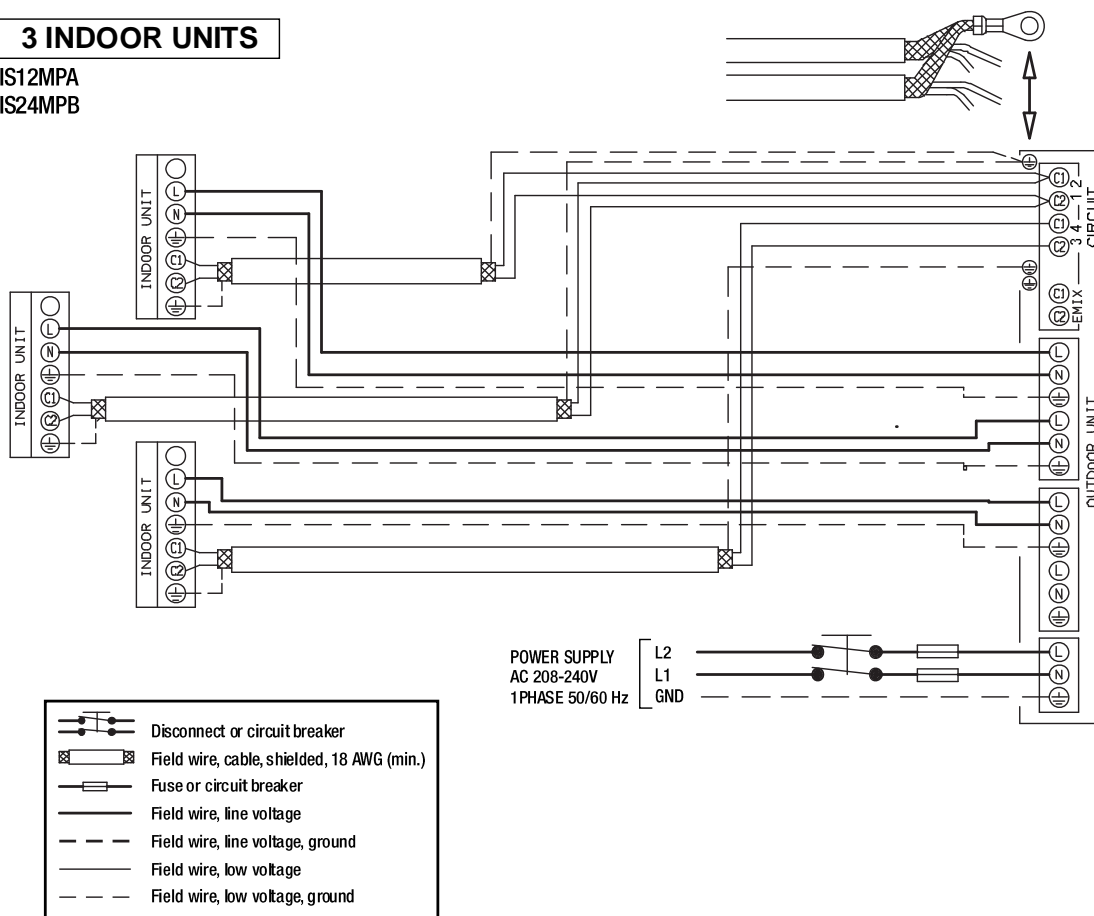 3 INDOOR UNITS
IS12MPA
IS24MPB
INDOOR UNIT
L
N
C1
C2
INDOOR UNIT
L
N
C1
C2
INDOOR UNIT
L
N
C1
C2
C1
C2
C1
C2
3 4 — 1 2
CIRCUIT
C1
C2
EMIX
L
N
L
N
OUTDOOR UNIT
L
N
L
N
L
N
POWER SUPPLY
AC 208-240V
1PHASE 50/60 Hz
L2
L1
GND
Disconnect or circuit breaker
Field wire, cable, shielded, 18 AWG (min.)
Fuse or circuit breaker
Field wire, line voltage
Field wire, line voltage, ground
Field wire, low voltage
Field wire, low voltage, ground